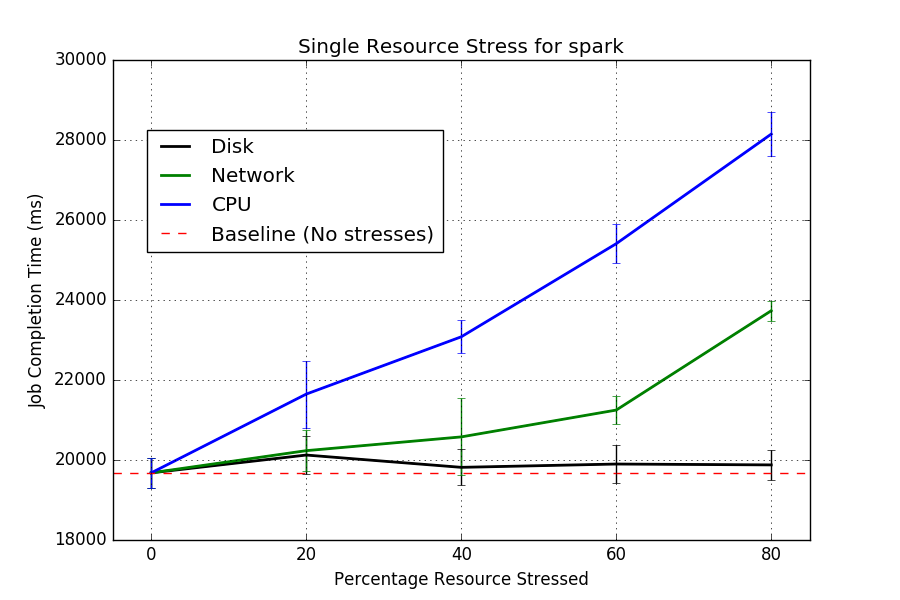 Single Resource Stress for spark
30000
28000
26000
24000
22000
20000
18000
Job Completion Time (ms)
Disk
Network
CPU
Baseline (No stresses)
0 20 40 60 80
Percentage Resource Stressed